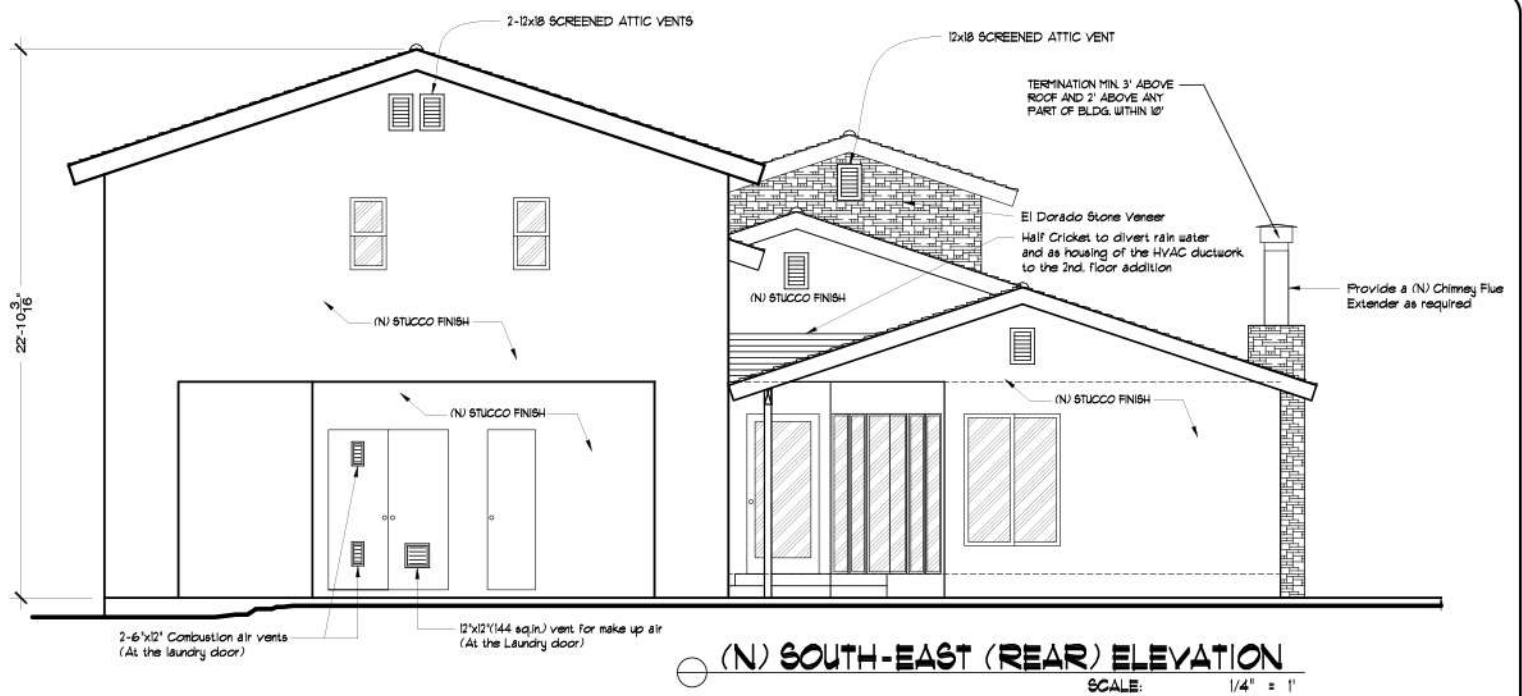 2-12x18 SCREENED ATTIC VENTS
12x18 SCREENED ATTIC VENT
TERMINATION MIN. 3' ABOVE
ROOF AND 2' ABOVE ANY
PART OF BLDG. WITHIN 10'
El Dorado Stone Veneer
Half Cricket to divert rain water
and as housing of the HVAC ductwork
to the 2nd. floor addition
(N) STUCCO FINISH
Provide a (N) Chimney Flue
Extender as required
22'-10 3/16"
(N) STUCCO FINISH
(N) STUCCO FINISH
(N) STUCCO FINISH
2-6"x12" Combustion air vents
(At the laundry door)
12"x12"(144 sq.in.) vent for make up air
(At the Laundry door)
(N) SOUTH-EAST (REAR) ELEVATION
SCALE: 1/4" = 1'